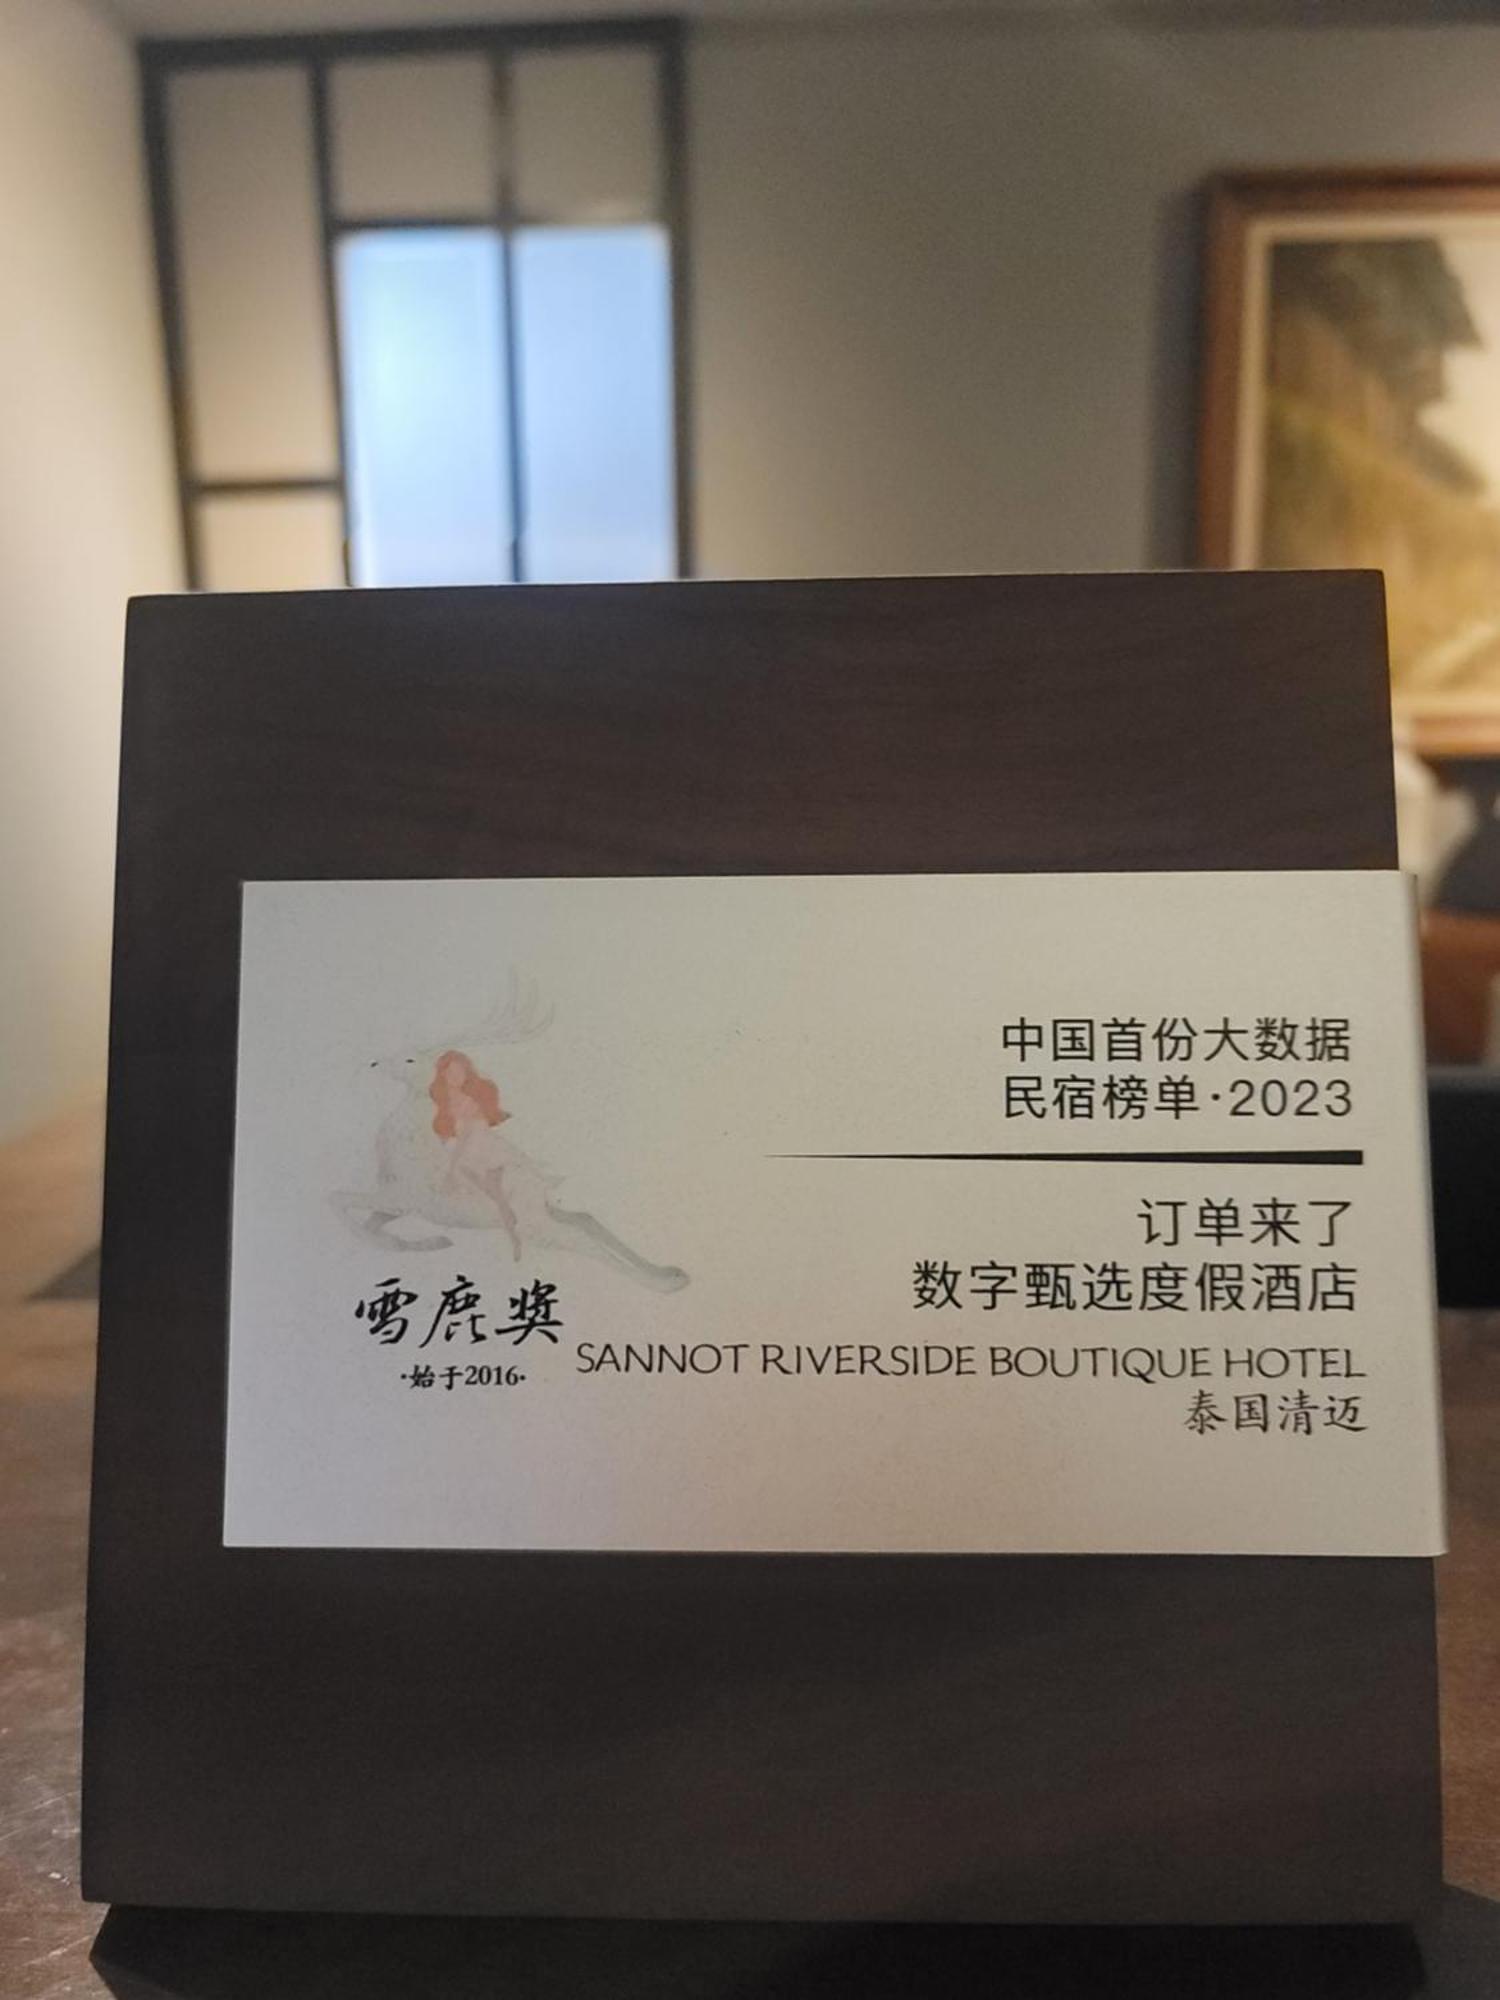 中国首份大数据
民宿榜单·2023
订单来了
数字甄选度假酒店
SANNOT RIVERSIDE BOUTIQUE HOTEL
泰国清迈
雪鹿奖
·始于2016·